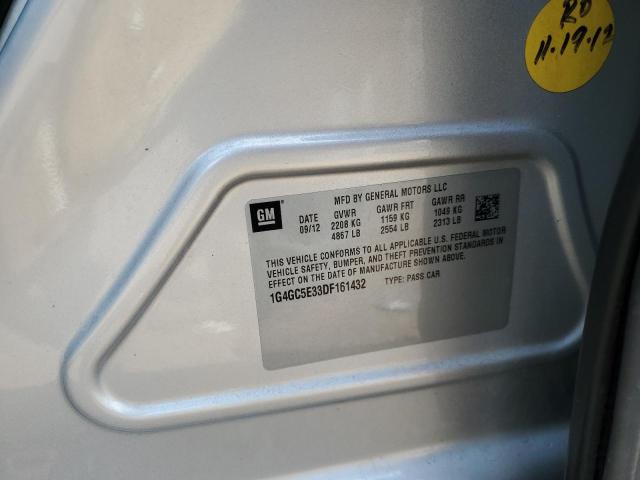 RD
11.19.12
MFD BY GENERAL MOTORS LLC
GM
DATE GVWR GAWR FRT GAWR RR
09/12 2208 KG 1159 KG 1049 KG
4867 LB 2554 LB 2313 LB
THIS VEHICLE CONFORMS TO ALL APPLICABLE U.S. FEDERAL MOTOR
VEHICLE SAFETY, BUMPER, AND THEFT PREVENTION STANDARDS IN
EFFECT ON THE DATE OF MANUFACTURE SHOWN ABOVE.
1G4GC5E33DF161432 TYPE: PASS CAR